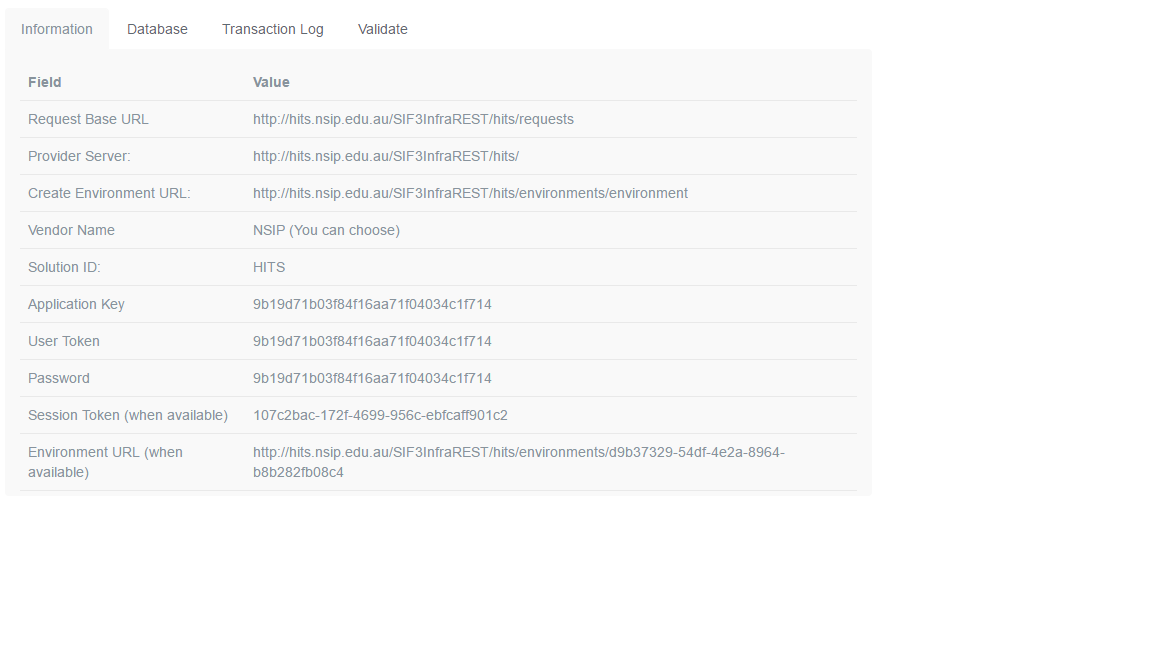 Information Database Transaction Log Validate
Field Value
Request Base URL http://hits.nsip.edu.au/SIF3InfraREST/hits/requests
Provider Server: http://hits.nsip.edu.au/SIF3InfraREST/hits/
Create Environment URL: http://hits.nsip.edu.au/SIF3InfraREST/hits/environments/environment
Vendor Name NSIP (You can choose)
Solution ID: HITS
Application Key 9b19d71b03f84f16aa71f04034c1f714
User Token 9b19d71b03f84f16aa71f04034c1f714
Password 9b19d71b03f84f16aa71f04034c1f714
Session Token (when available) 107c2bac-172f-4699-956c-ebfcaff901c2
Environment URL (when http://hits.nsip.edu.au/SIF3InfraREST/hits/environments/d9b37329-54df-4e2a-8964-
available) b8b282fb08c4